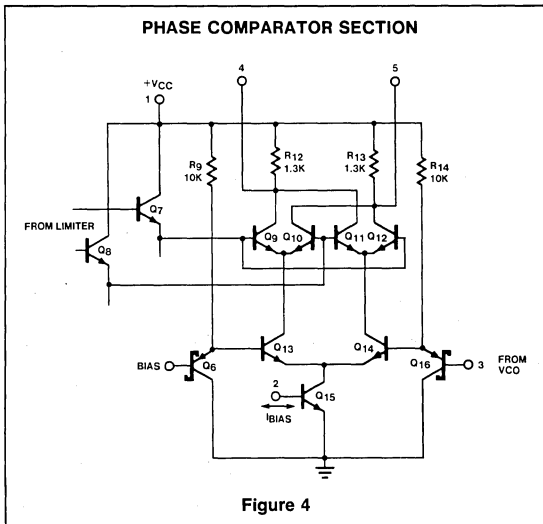 PHASE COMPARATOR SECTION
4
5
+VCC
1
R9
10K
R12
1.3K
R13
1.3K
R14
10K
FROM LIMITER
Q7
Q8
Q9
Q10
Q11
Q12
Q13
Q14
BIAS
Q6
Q16
3
FROM
VCO
2
Q15
IBIAS
Figure 4